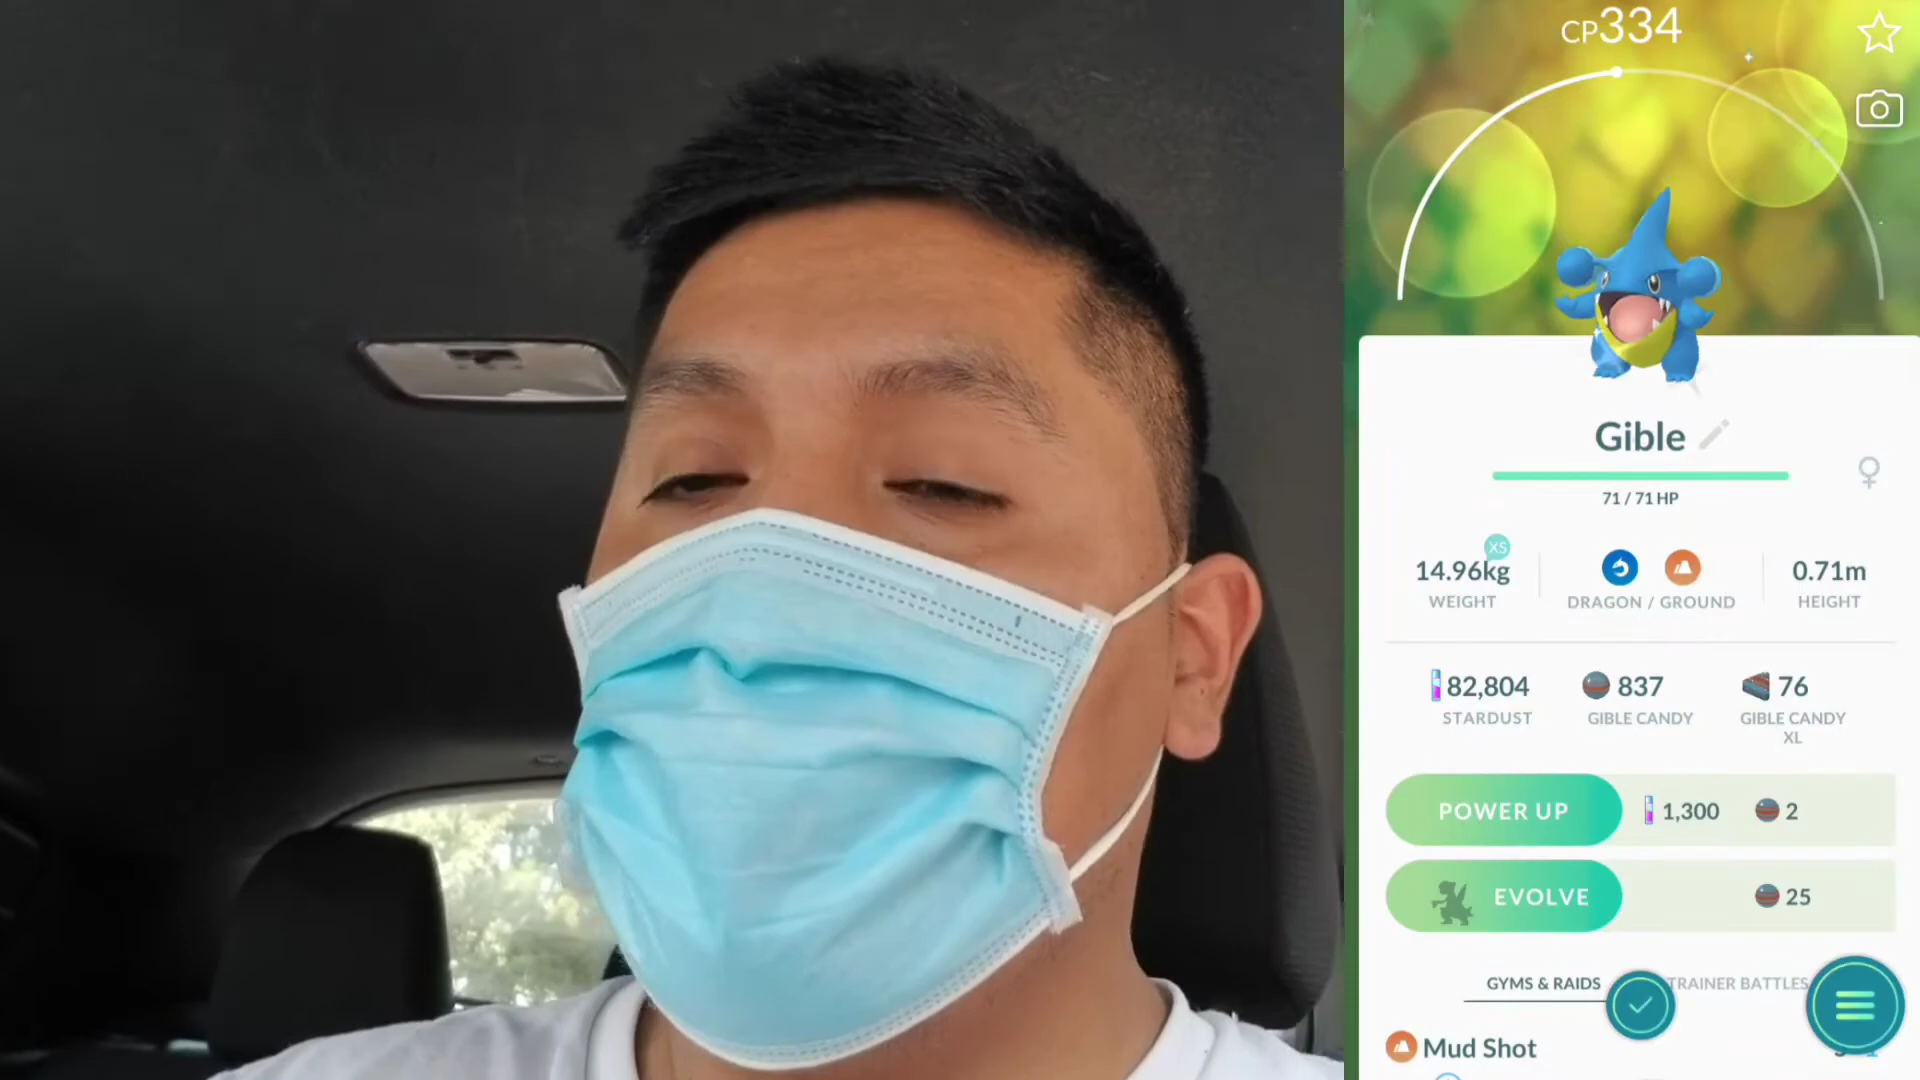 CP334
Gible
71 / 71 HP
XS
14.96kg
WEIGHT
DRAGON / GROUND
0.71m
HEIGHT
82,804
STARDUST
837
GIBLE CANDY
76
GIBLE CANDY
XL
POWER UP
1,300
2
EVOLVE
25
GYMS & RAIDS
TRAINER BATTLES
Mud Shot